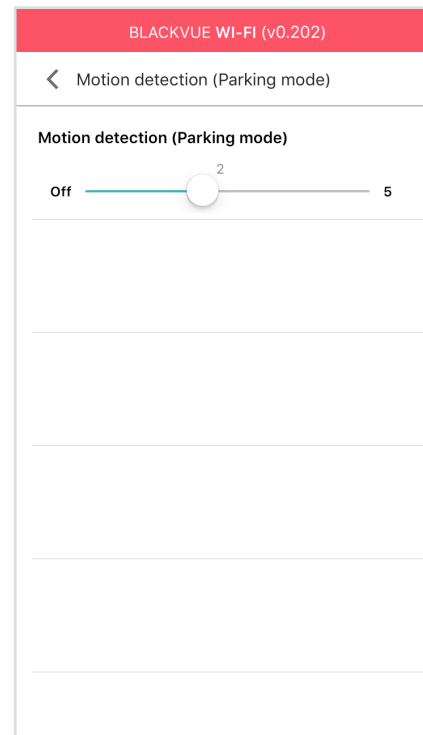 BLACKVUE WI-FI (v0.202)
Motion detection (Parking mode)
Motion detection (Parking mode)
2
Off 5